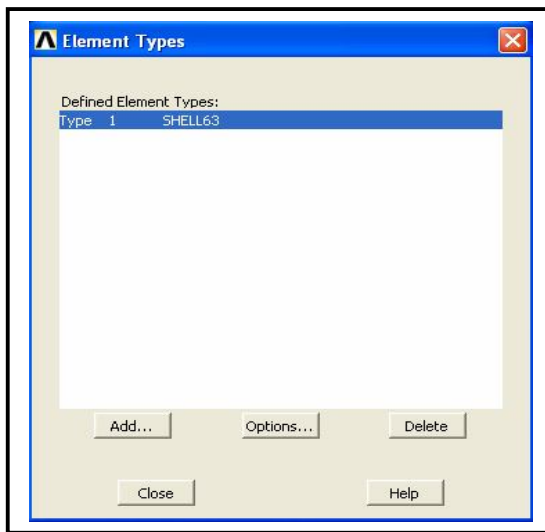 Element Types
Defined Element Types:
Type 1 SHELL63
Add... Options... Delete
Close Help